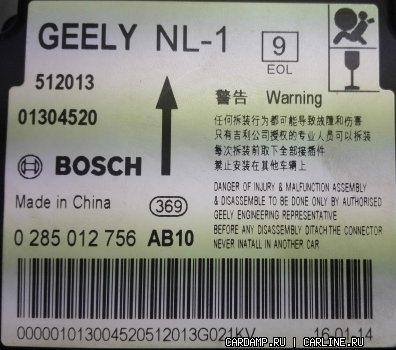 GEELY NL-1
9
EOL
512013
01304520
警告 Warning
任何拆装行为都可能导致故障和伤害
只有吉利公司授权的专业人员可以拆装
每次拆装前取下全部接插件
禁止安装在其他车辆上
BOSCH
Made in China
369
0 285 012 756 AB10
DANGER OF INJURY & MALFUNCTION ASSEMBLY
& DISASSEMBLE TO BE DONE ONLY BY AUTHORISED
GEELY ENGINEERING REPRESENTATIVE
BEFORE ANY DISASSEMBLY DITACH THE CONNECTOR
NEVER INATALL IN ANOTHER CAR
000001013004520512013G021KV 16-01-14
CARDAMP.RU | CARLINE.RU